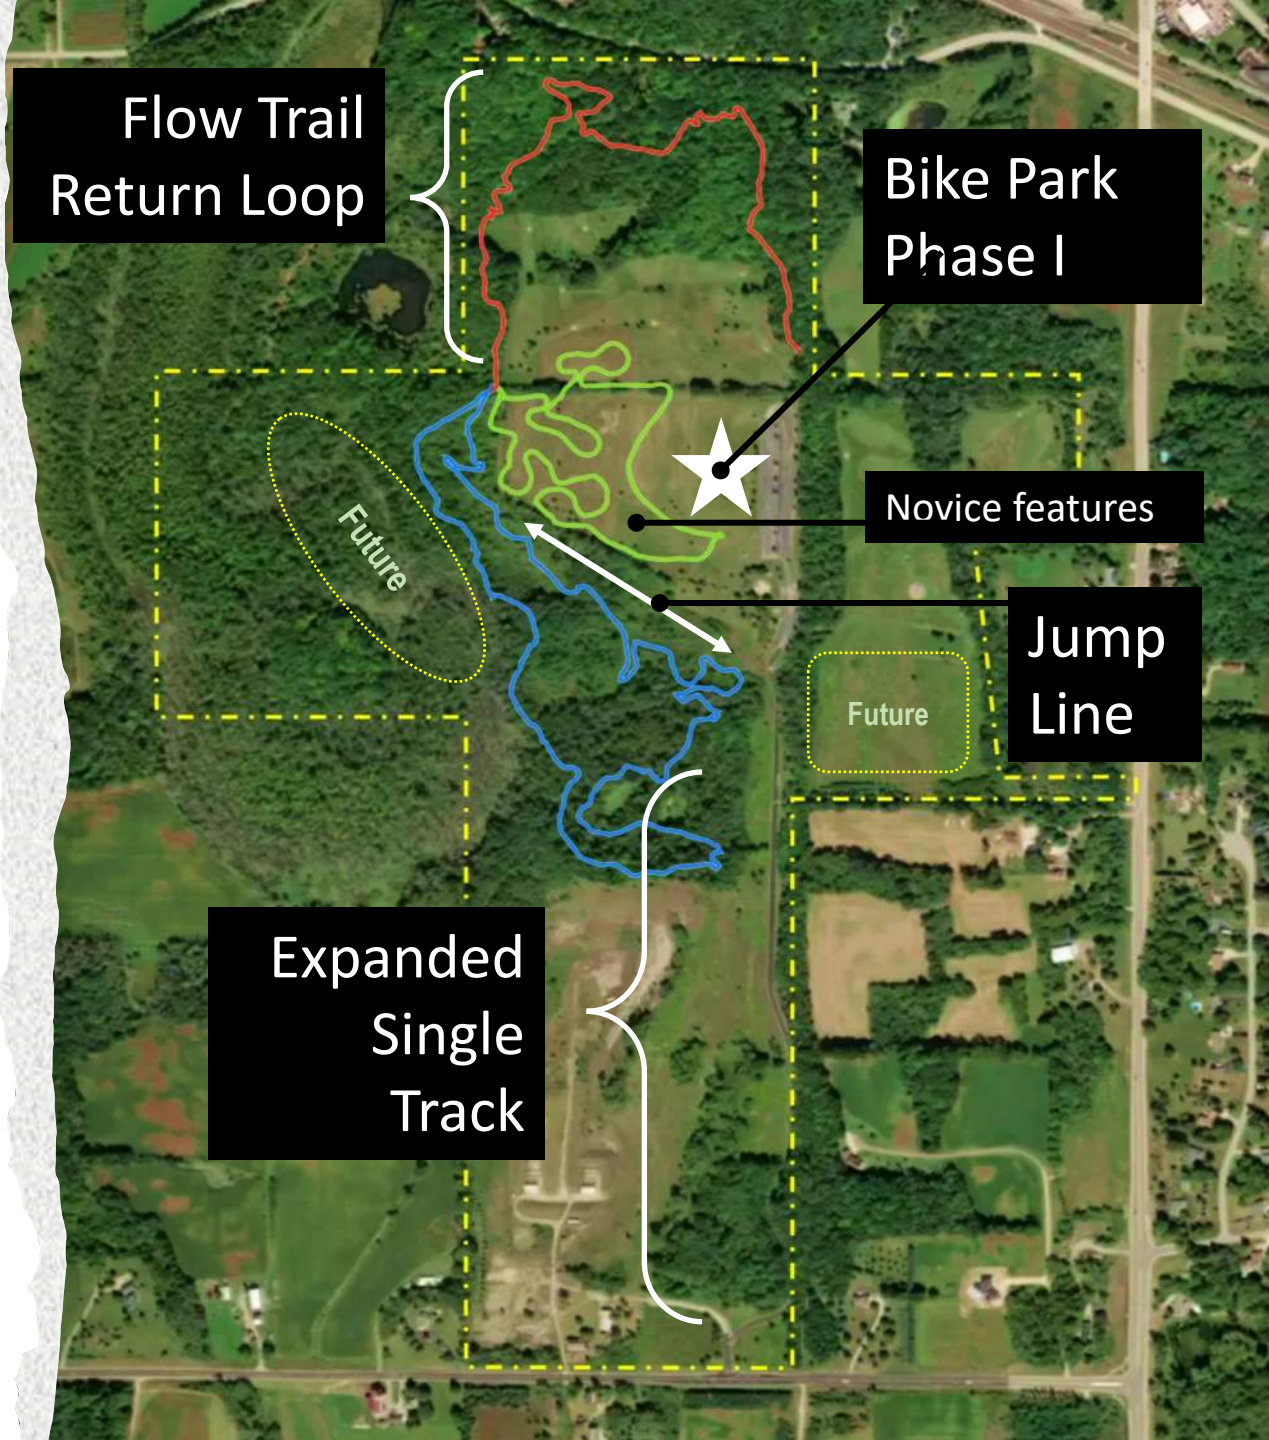 Flow Trail
Return Loop
Bike Park
Phase I
Future
Novice features
Jump
Line
Future
Expanded
Single
Track